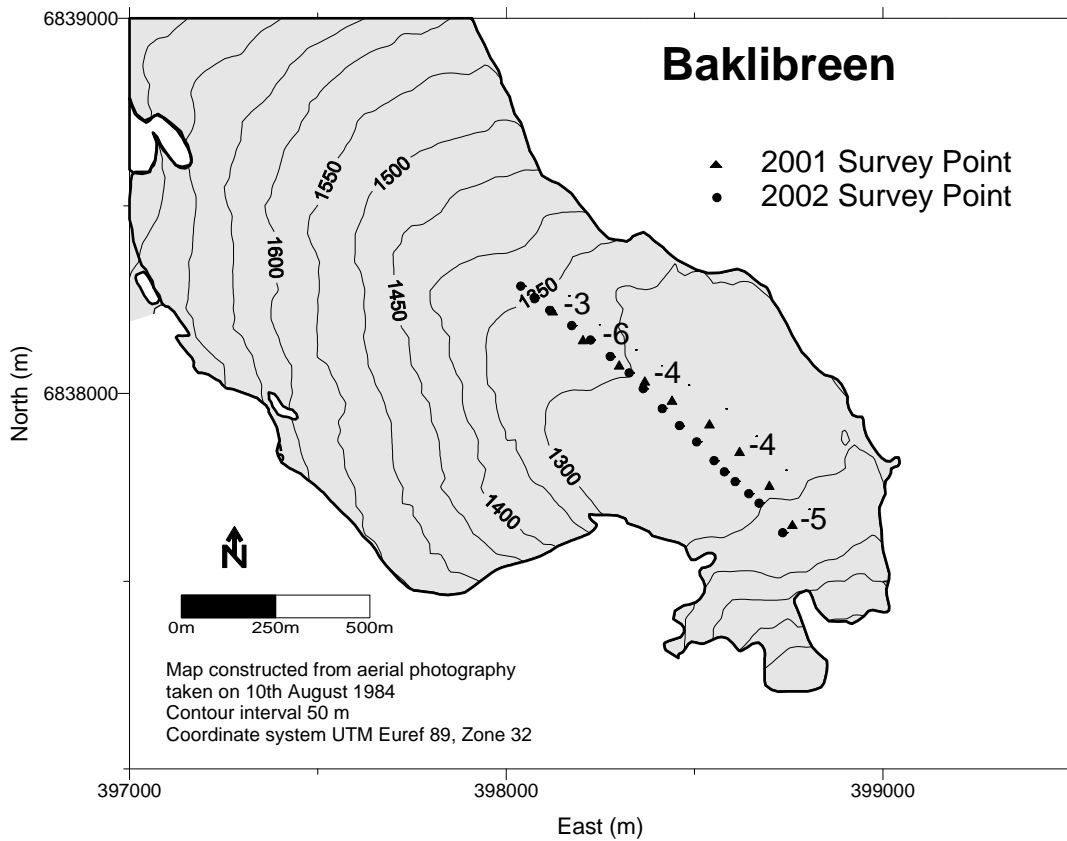 6839000
Baklibreen
2001 Survey Point
2002 Survey Point
1500
1550
1600
1450
1350
-3
-6
-4
6838000
-4
1300
1400
-5
North (m)
N
0m 250m 500m
Map constructed from aerial photography
taken on 10th August 1984
Contour interval 50 m
Coordinate system UTM Euref 89, Zone 32
397000 398000 399000
East (m)